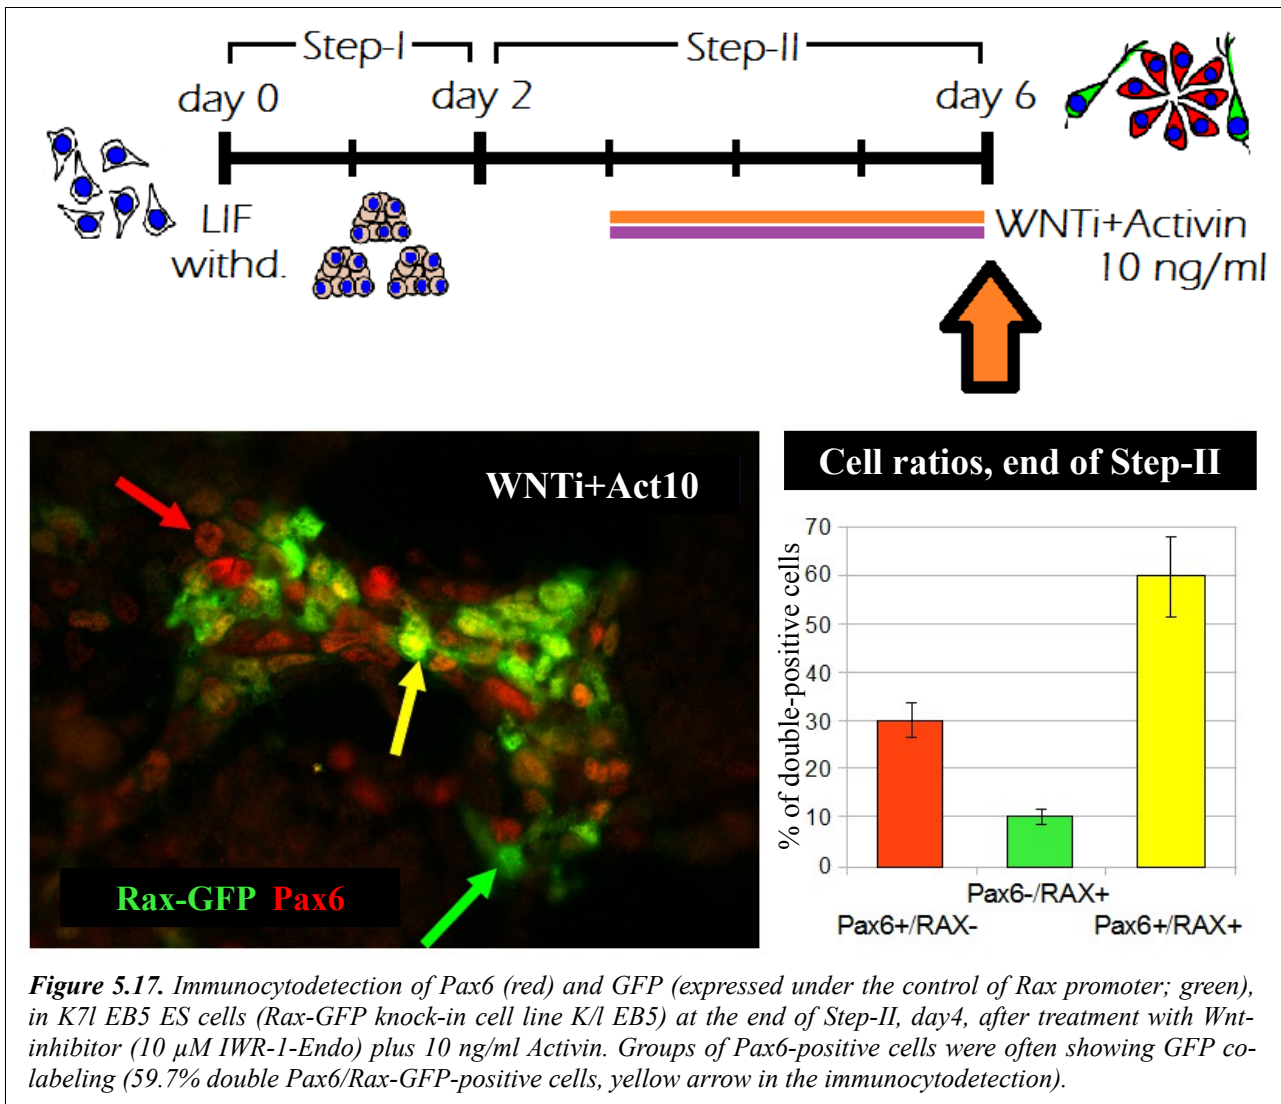 Step-I
Step-II
day 0
day 2
day 6
LIF
withd.
WNTi+Activin
10 ng/ml
WNTi+Act10
Rax-GFP Pax6
Cell ratios, end of Step-II
% of double-positive cells
70
60
50
40
30
20
10
0
Pax6-/RAX+
Pax6+/RAX-
Pax6+/RAX+
Figure 5.17. Immunocytodetection of Pax6 (red) and GFP (expressed under the control of Rax promoter; green),
in K7l EB5 ES cells (Rax-GFP knock-in cell line K/l EB5) at the end of Step-II, day4, after treatment with Wnt-
inhibitor (10 µM IWR-1-Endo) plus 10 ng/ml Activin. Groups of Pax6-positive cells were often showing GFP co-
labeling (59.7% double Pax6/Rax-GFP-positive cells, yellow arrow in the immunocytodetection).